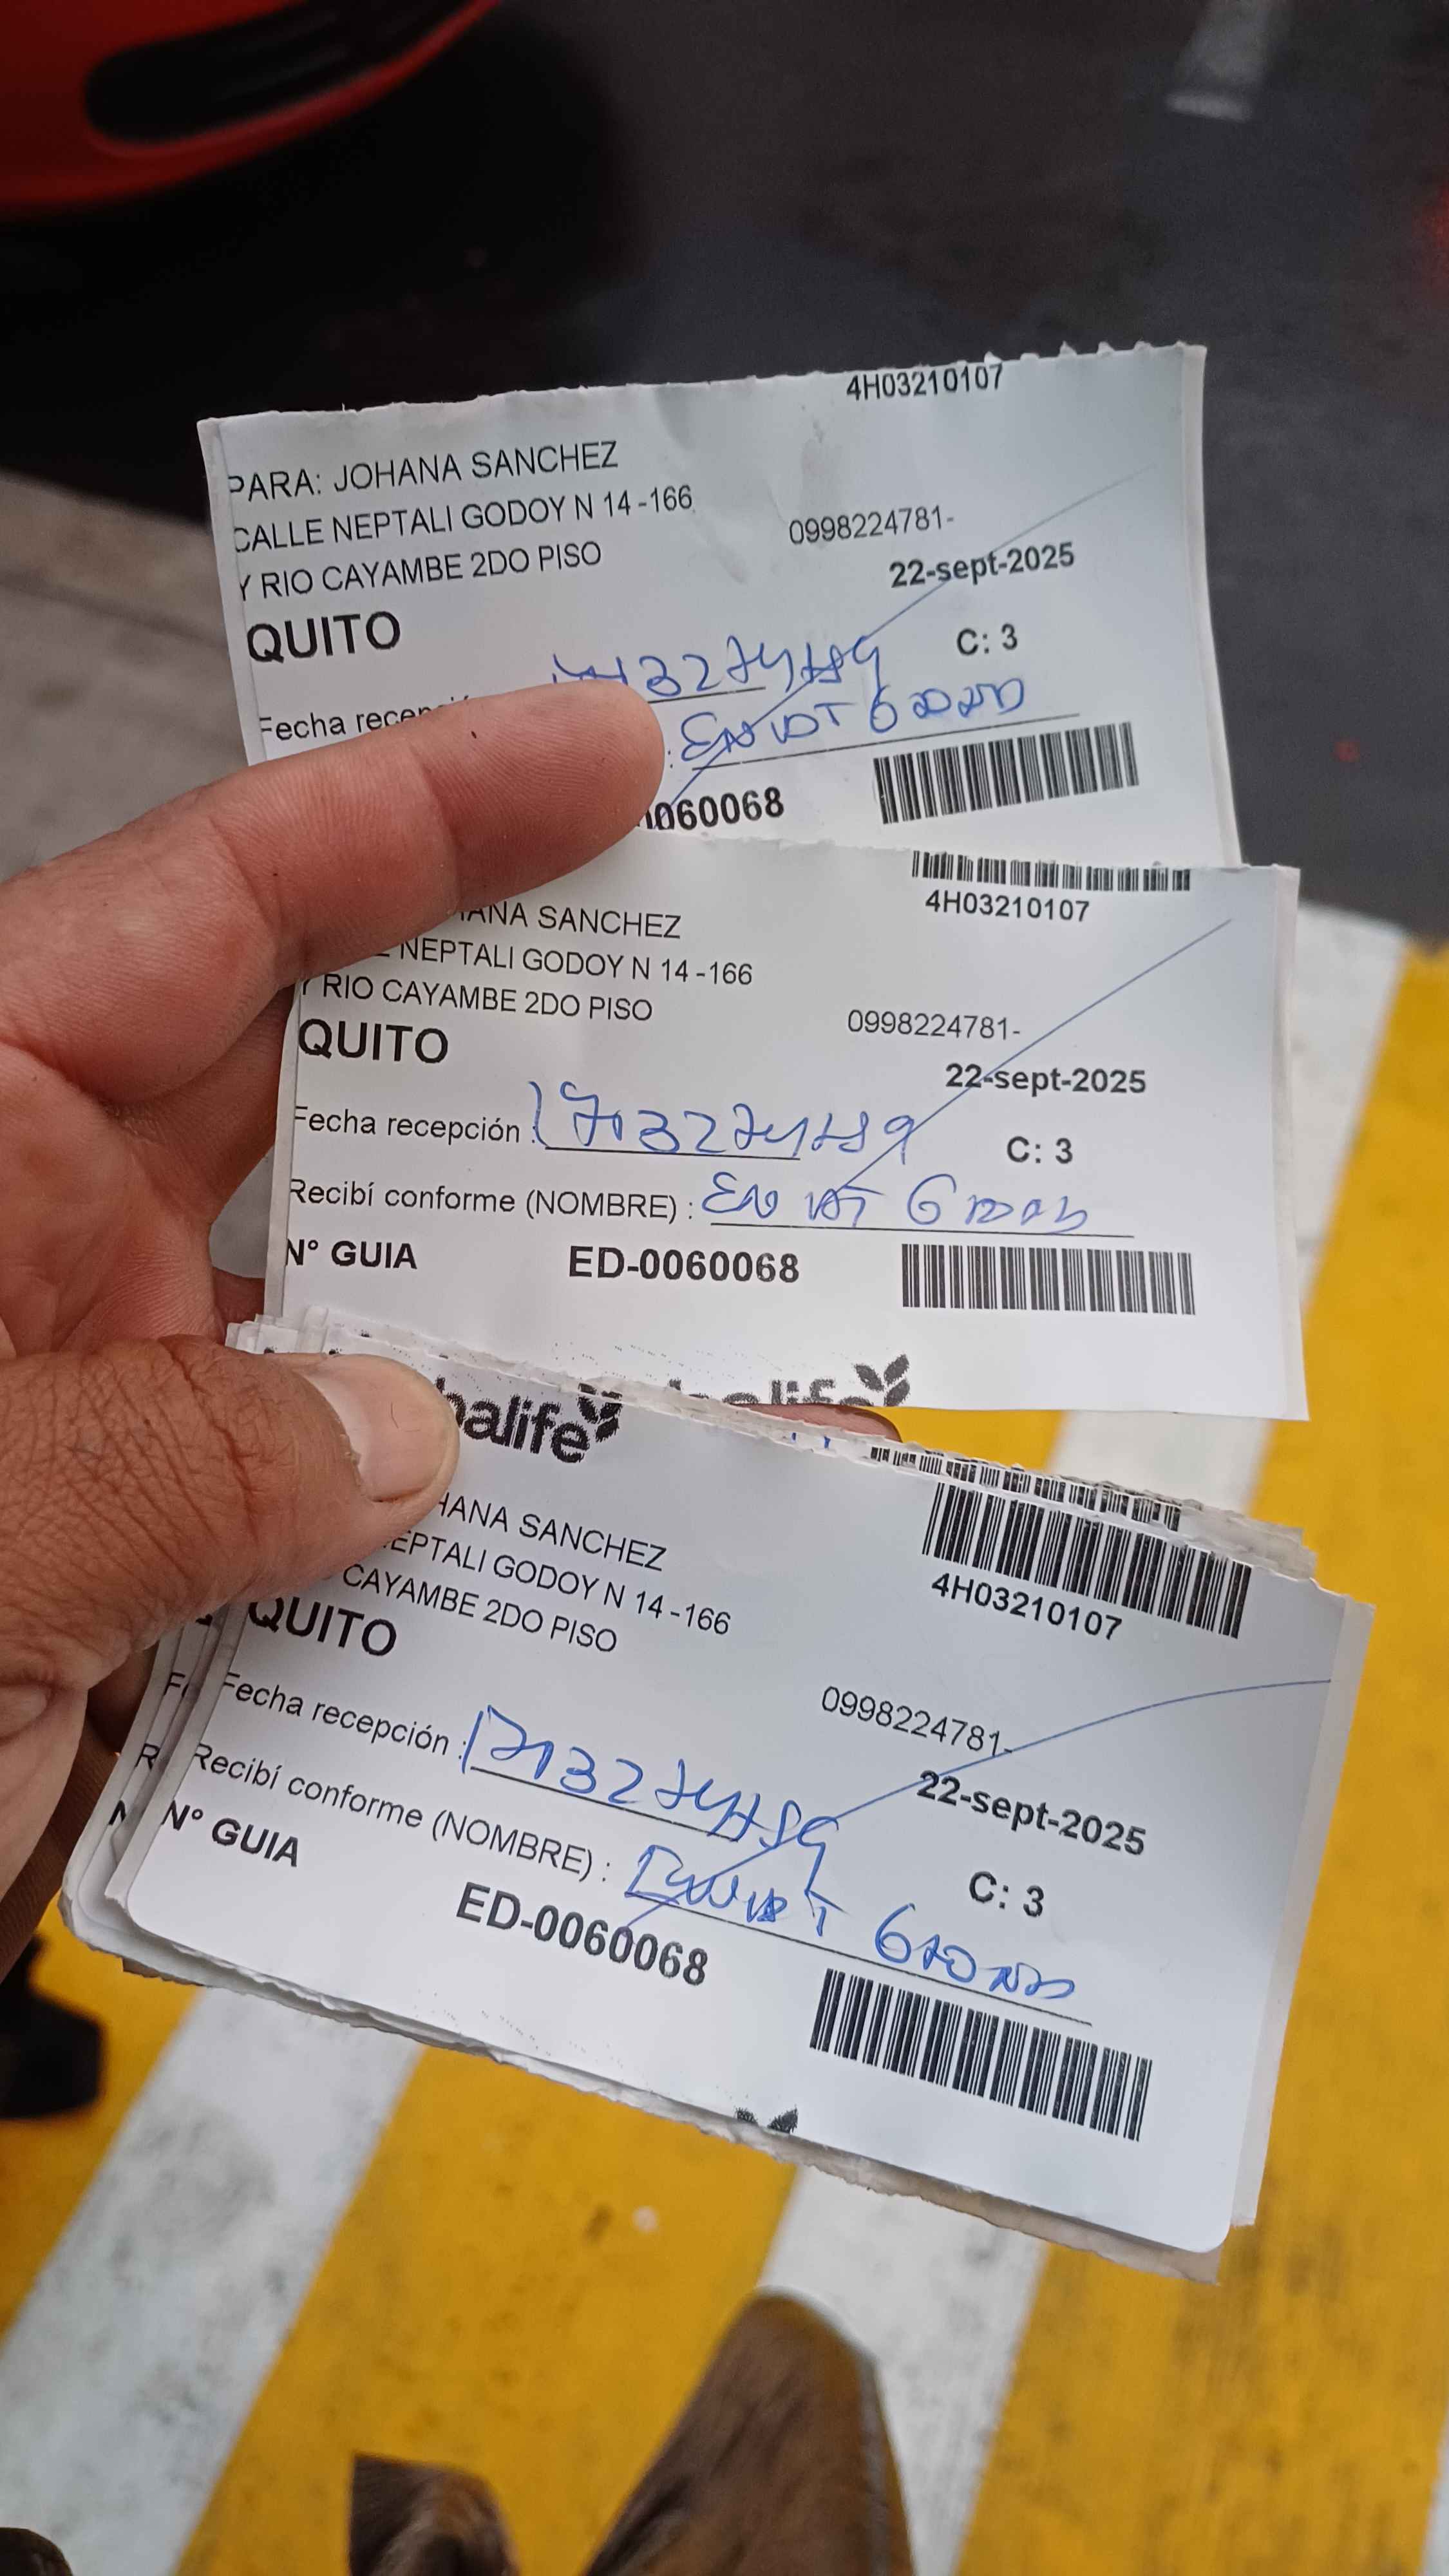 4H03210107
PARA: JOHANA SANCHEZ
CALLE NEPTALI GODOY N 14 -166
Y RIO CAYAMBE 2DO PISO
0998224781-
22-sept-2025
QUITO
C: 3
Fecha
060068
4H03210107
SANCHEZ
NEPTALI GODOY N 14 -166
Y RIO CAYAMBE 2DO PISO
0998224781-
QUITO
22-sept-2025
Fecha recepción :
C: 3
Recibí conforme (NOMBRE) :
N° GUIA ED-0060068
balife
4H03210107
HANA SANCHEZ
EPTALI GODOY N 14 -166
CAYAMBE 2DO PISO
QUITO
0998224781-
Fecha recepción :
22-sept-2025
Recibí conforme (NOMBRE) :
C: 3
N° GUIA
ED-0060068